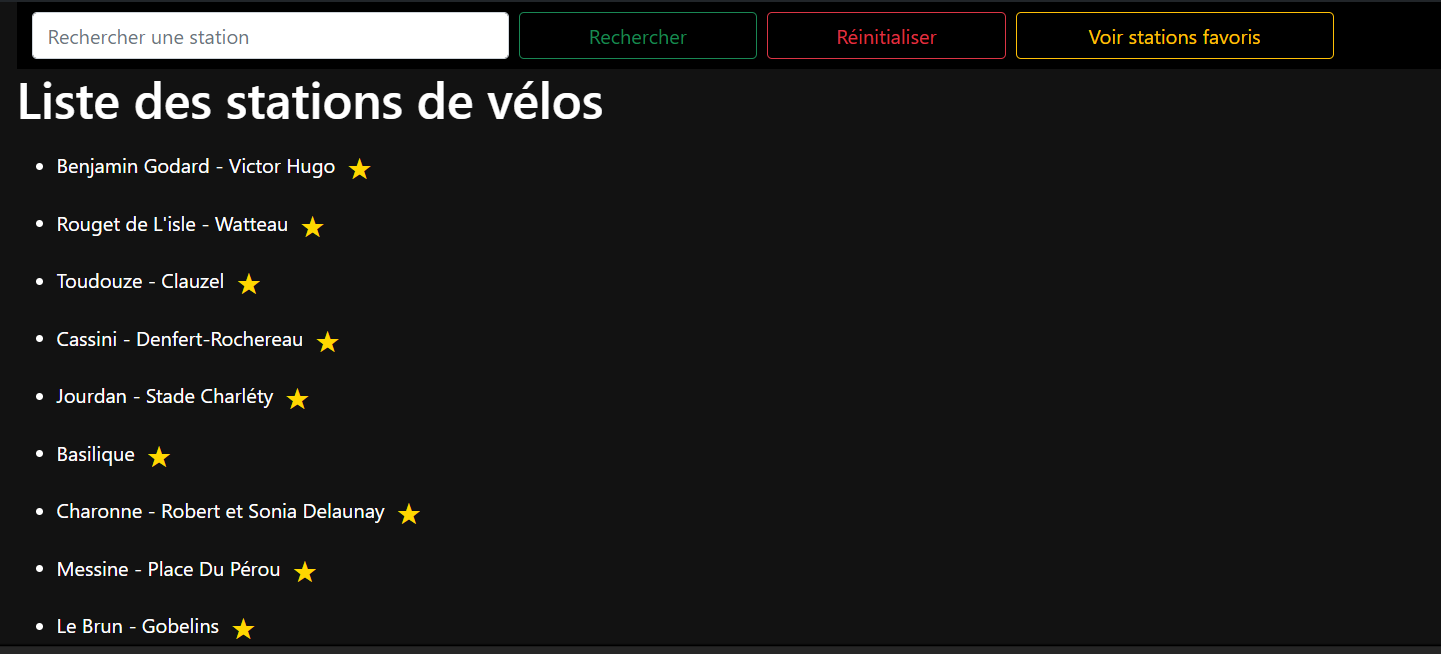 Rechercher une station Rechercher Réinitialiser Voir stations favoris
Liste des stations de vélos
Benjamin Godard - Victor Hugo ★
Rouget de L'isle - Watteau ★
Toudouze - Clauzel ★
Cassini - Denfert-Rochereau ★
Jourdan - Stade Charléty ★
Basilique ★
Charonne - Robert et Sonia Delaunay ★
Messine - Place Du Pérou ★
Le Brun - Gobelins ★